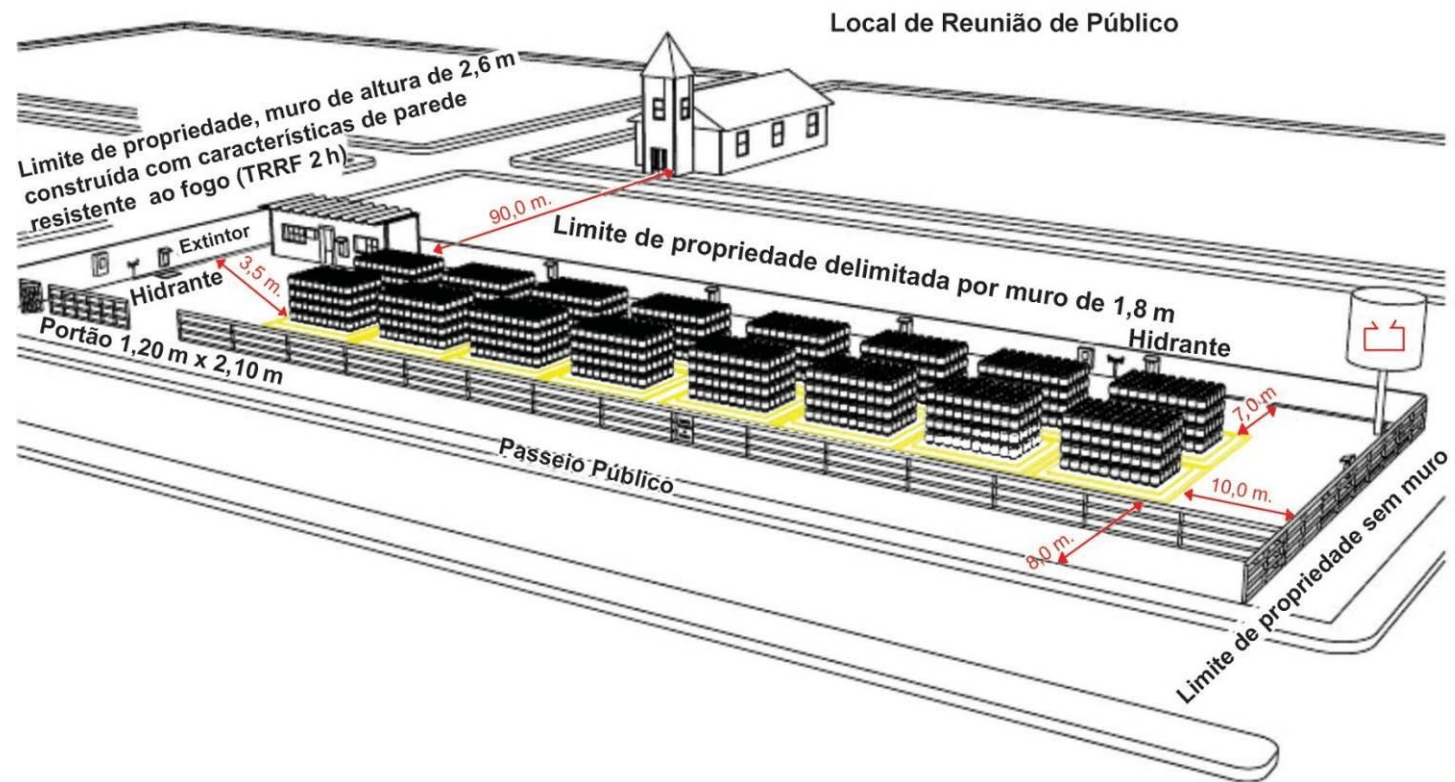 Local de Reunião de Público
Limite de propriedade, muro de altura de 2,6 m
construída com características de parede
resistente ao fogo (TRRF 2 h)
90,0 m.
Extintor
Limite de propriedade delimitada por muro de 1,8 m
3,5 m.
Hidrante
Hidrante
Portão 1,20 m x 2,10 m
7,0 m
Passeio Público
10,0 m.
8,0 m.
Limite de propriedade sem muro